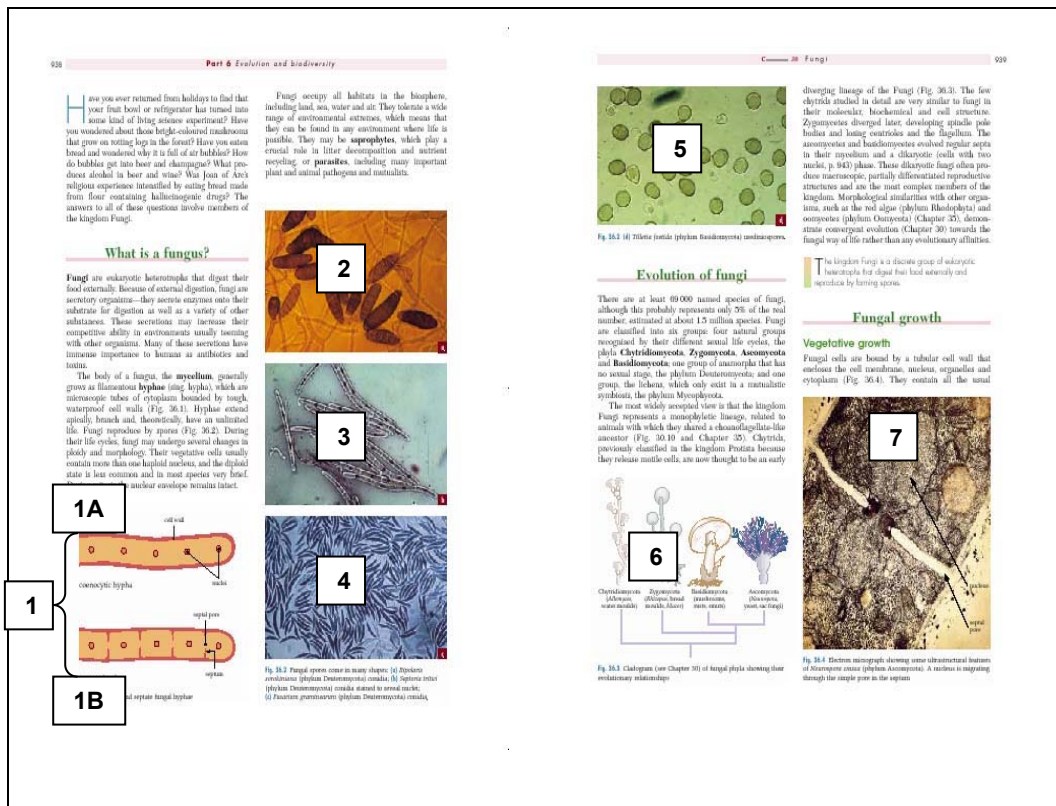 938
Part 6 Evolution and biodiversity
Have you ever returned from holidays to find that
your fruit bowl or refrigerator has turned into
some kind of living science experiment? Have
you wondered about those bright-coloured mushrooms
that grow on rotting logs in the forest? Have you eaten
bread and wondered why it is full of air bubbles? How
do bubbles get into beer and champagne? What pro-
duces alcohol in beer and wine? Was Joan of Arc's
religious experience intensified by eating bread made
from flour containing hallucinogenic drugs? The
answers to all of these questions involve members of
the kingdom Fungi.
What is a fungus?
Fungi are eukaryotic heterotrophs that digest their
food externally. Because of external digestion, fungi are
secretory organisms—they secrete enzymes onto their
substrate for digestion as well as a variety of other
substances. These secretions may increase their
competitive ability in environments usually teeming
with other organisms. Many of these secretions have
immense importance to humans as antibiotics and
toxins.
The body of a fungus, the mycelium, generally
grows as filamentous hyphae (sing. hypha), which are
microscopic tubes of cytoplasm bounded by tough,
waterproof cell walls (Fig. 36.1). Hyphae extend
apically, branch and, theoretically, have an unlimited
life. Fungi reproduce by spores (Fig. 36.2). During
their life cycles, fungi may undergo several changes in
ploidy and morphology. Their vegetative cells usually
contain more than one haploid nucleus, and the diploid
state is less common and in most species very brief.
the nuclear envelope remains intact.
1A
cell wall
nuclei
coenocytic hypha
1
septal pore
septum
1B
nd septate fungal hyphae
Fungi occupy all habitats in the biosphere,
including land, sea, water and air. They tolerate a wide
range of environmental extremes, which means that
they can be found in any environment where life is
possible. They may be saprophytes, which play a
crucial role in litter decomposition and nutrient
recycling, or parasites, including many important
plant and animal pathogens and mutualists.
2
a
3
b
4
c
Fig. 36.2 Fungal spores come in many shapes: (a) Bipolaris
sorokiniana (phylum Deuteromycota) conidia; (b) Septoria tritici
(phylum Deuteromycota) conidia stained to reveal nuclei;
(c) Fusarium graminearum (phylum Deuteromycota) conidia,
Fungi
939
5
d
Fig. 36.2 (d) Tilletia foetida (phylum Basidiomycota)
Evolution of fungi
There are at least 69 000 named species of fungi,
although this probably represents only 5% of the real
number, estimated at about 1.5 million species. Fungi
are classified into six groups: four natural groups
recognised by their different sexual life cycles, the
phyla Chytridiomycota, Zygomycota, Ascomycota
and Basidiomycota; one group of anamorphs that has
no sexual stage, the phylum Deuteromycota; and one
group, the lichens, which only exist in a mutualistic
symbiosis, the phylum Mycophycota.
The most widely accepted view is that the kingdom
Fungi represents a monophyletic lineage, related to
animals with which they shared a choanoflagellate-like
ancestor (Fig. 30.10 and Chapter 35). Chytrids,
previously classified in the kingdom Protista because
they release motile cells, are now thought to be an early
6
Chytridiomycota
(Allomyces,
water moulds)
Zygomycota
(Rhizopus, bread
moulds, Mucor)
Basidiomycota
(mushrooms,
rusts, smuts)
Ascomycota
(Neurospora,
yeast, sac fungi)
Fig. 36.3 Cladogram (see Chapter 30) of fungal phyla showing their
evolutionary relationships
diverging lineage of the Fungi (Fig. 36.3). The few
chytrids studied in detail are very similar to fungi in
their molecular, biochemical and cell structure.
Zygomycetes diverged later, developing spindle pole
bodies and losing centrioles and the flagellum. The
ascomycetes and basidiomycetes evolved regular septa
in their mycelium and a dikaryotic (cells with two
nuclei, p. 943) phase. These dikaryotic fungi often pro-
duce macroscopic, partially differentiated reproductive
structures and are the most complex members of the
kingdom. Morphological similarities with other organ-
isms, such as the red algae (phylum Rhodophyta) and
oomycetes (phylum Oomycota) (Chapter 35), demon-
strate convergent evolution (Chapter 30) towards the
fungal way of life rather than any evolutionary affinities.
The kingdom Fungi is a discrete group of eukaryotic
heterotrophs that digest their food externally and
reproduce by forming spores.
Fungal growth
Vegetative growth
Fungal cells are bound by a tubular cell wall that
encloses the cell membrane, nucleus, organelles and
cytoplasm (Fig. 36.4). They contain all the usual
7
nucleus
septal
pore
Fig. 36.4 Electron micrograph showing some ultrastructural features
of Neurospora crassa (phylum Ascomycota). A nucleus is migrating
through the simple pore in the septum